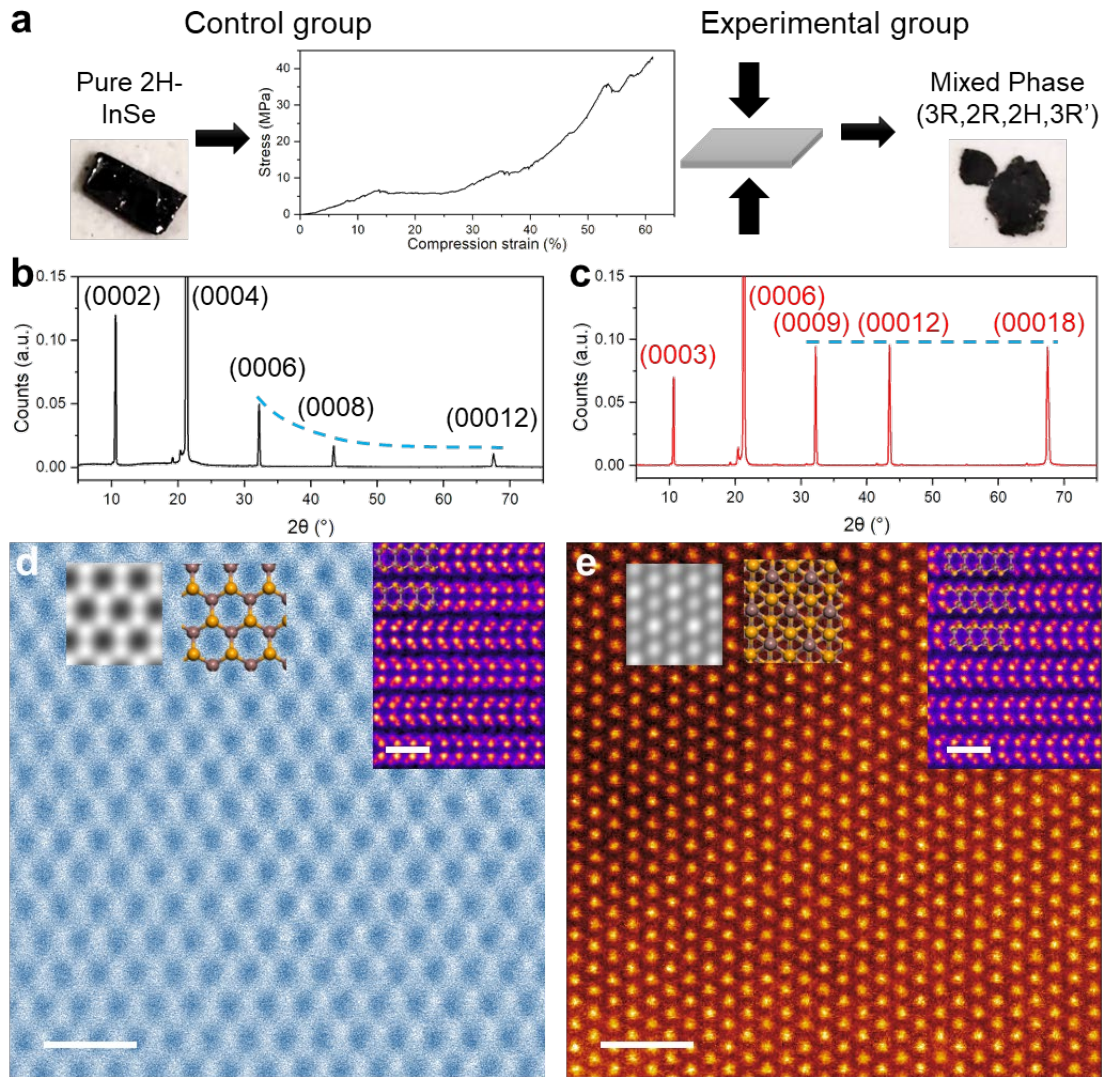 a
Control group
Experimental group
Pure 2H-
InSe
Stress (MPa)
40
30
20
10
0
0 10 20 30 40 50 60
Compression strain (%)
Mixed Phase
(3R,2R,2H,3R')
b
Counts (a.u.)
0.15
0.10
0.05
0.00
(0002)
(0004)
(0006)
(0008)
(00012)
10 20 30 40 50 60 70
2θ (°)
c
Counts (a.u.)
0.15
0.10
0.05
0.00
(0003)
(0006)
(0009)
(00012)
(00018)
10 20 30 40 50 60 70
2θ (°)
d
e